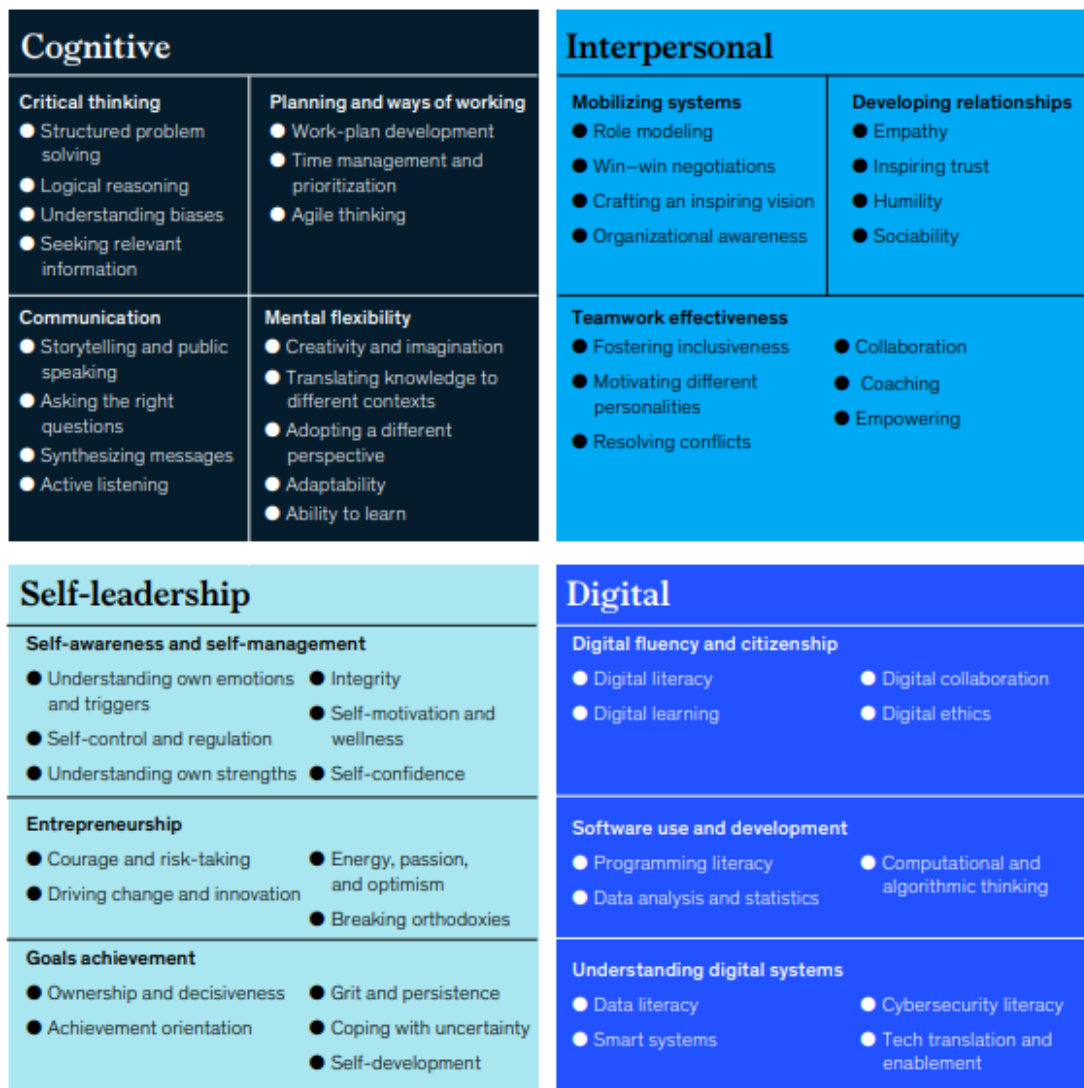 Cognitive
Critical thinking
● Structured problem
solving
● Logical reasoning
● Understanding biases
● Seeking relevant
information
Planning and ways of working
● Work-plan development
● Time management and
prioritization
● Agile thinking
Communication
● Storytelling and public
speaking
● Asking the right
questions
● Synthesizing messages
● Active listening
Mental flexibility
● Creativity and imagination
● Translating knowledge to
different contexts
● Adopting a different
perspective
● Adaptability
● Ability to learn
Interpersonal
Mobilizing systems
● Role modeling
● Win–win negotiations
● Crafting an inspiring vision
● Organizational awareness
Developing relationships
● Empathy
● Inspiring trust
● Humility
● Sociability
Teamwork effectiveness
● Fostering inclusiveness
● Motivating different
personalities
● Resolving conflicts
● Collaboration
● Coaching
● Empowering
Self-leadership
Self-awareness and self-management
● Understanding own emotions
and triggers
● Self-control and regulation
● Understanding own strengths
● Integrity
● Self-motivation and
wellness
● Self-confidence
Entrepreneurship
● Courage and risk-taking
● Driving change and innovation
● Energy, passion,
and optimism
● Breaking orthodoxies
Goals achievement
● Ownership and decisiveness
● Achievement orientation
● Grit and persistence
● Coping with uncertainty
● Self-development
Digital
Digital fluency and citizenship
● Digital literacy
● Digital learning
● Digital collaboration
● Digital ethics
Software use and development
● Programming literacy
● Data analysis and statistics
● Computational and
algorithmic thinking
Understanding digital systems
● Data literacy
● Smart systems
● Cybersecurity literacy
● Tech translation and
enablement